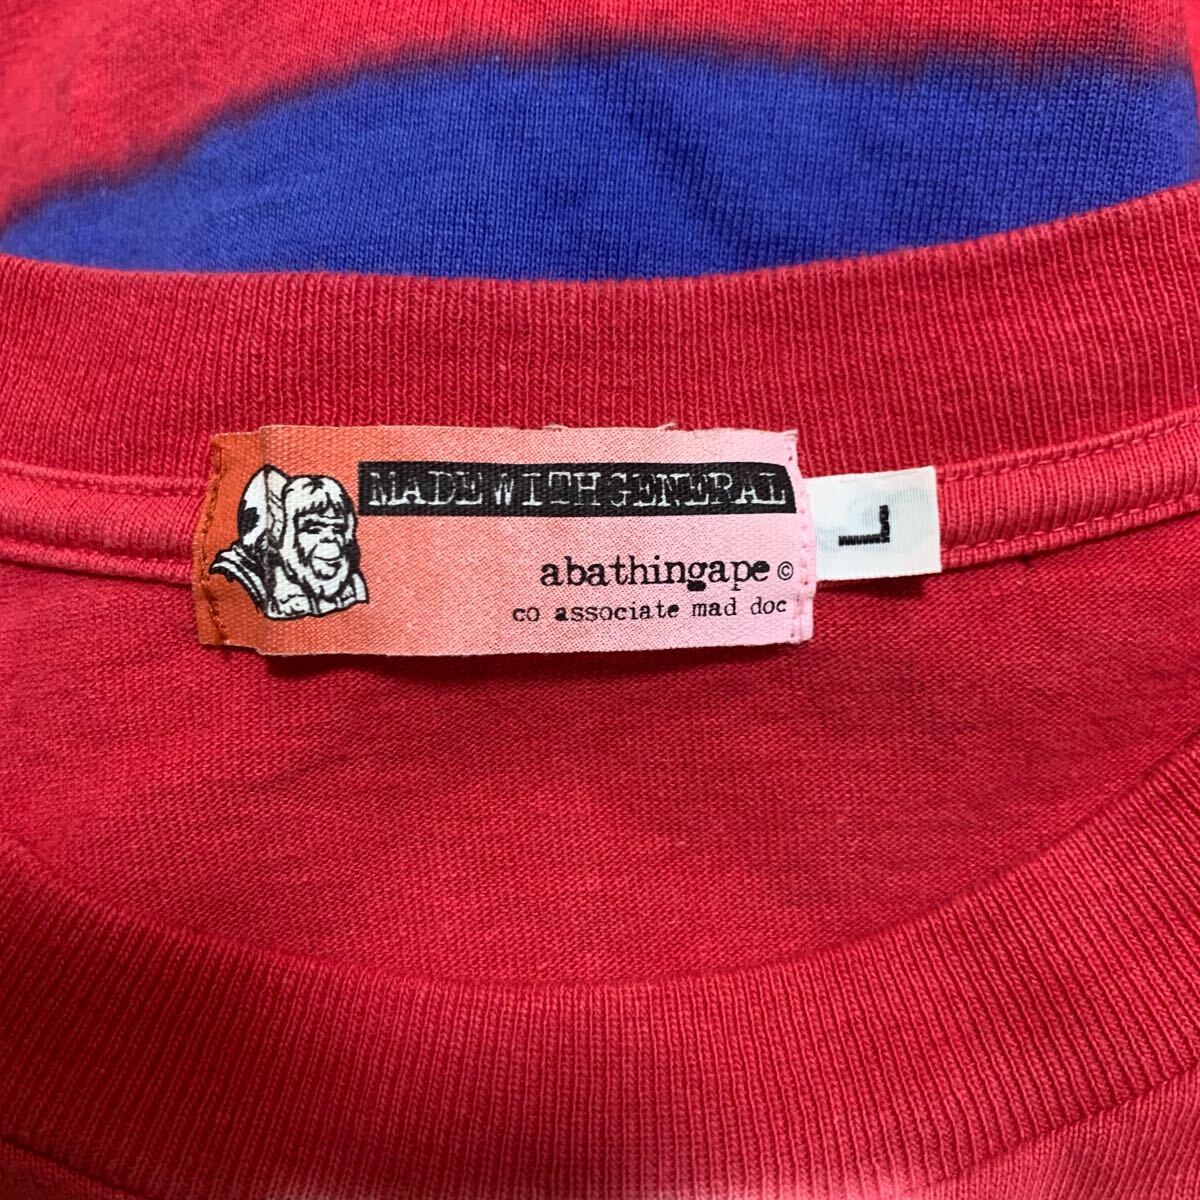 MADE WITH GENERAL
abathingape ©
co associate mad doc
L